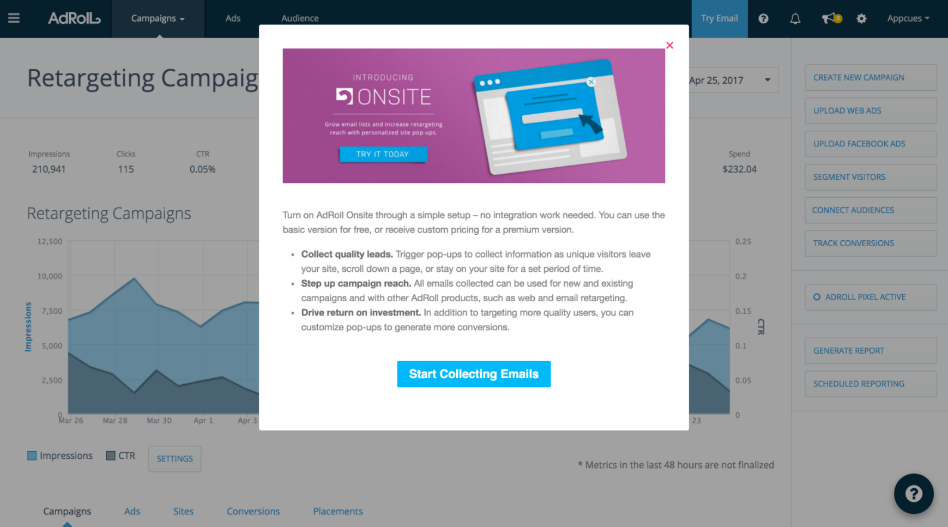 AdRoll
Campaigns
Ads
Audience
Try Email
Appcues
Retargeting Campaig
Apr 25, 2017
Impressions
210,941
Clicks
115
CTR
0.05%
Spend
$232.04
Retargeting Campaigns
12,500
10,000
7,500
5,000
2,500
0
Impressions
0.25
0.2
0.15
0.1
0.05
0
CTR
Mar 26 Mar 28 Mar 30 Apr 1 Apr 3
23
Impressions CTR
SETTINGS
* Metrics in the last 48 hours are not finalized
Campaigns Ads Sites Conversions Placements
CREATE NEW CAMPAIGN
UPLOAD WEB ADS
UPLOAD FACEBOOK ADS
SEGMENT VISITORS
CONNECT AUDIENCES
TRACK CONVERSIONS
ADROLL PIXEL ACTIVE
GENERATE REPORT
SCHEDULED REPORTING
INTRODUCING
ONSITE
Grow email lists and increase retargeting
reach with personalized site pop-ups.
TRY IT TODAY
Turn on AdRoll Onsite through a simple setup – no integration work needed. You can use the
basic version for free, or receive custom pricing for a premium version.
• Collect quality leads. Trigger pop-ups to collect information as unique visitors leave
your site, scroll down a page, or stay on your site for a set period of time.
• Step up campaign reach. All emails collected can be used for new and existing
campaigns and with other AdRoll products, such as web and email retargeting.
• Drive return on investment. In addition to targeting more quality users, you can
customize pop-ups to generate more conversions.
Start Collecting Emails